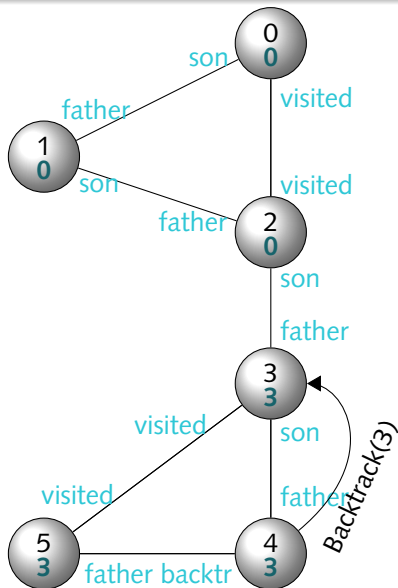 0
0
son
visited
father
1
0
son
visited
father
2
0
son
father
3
3
visited
son
Backtrack(3)
visited
father
5
3
father backtr
4
3